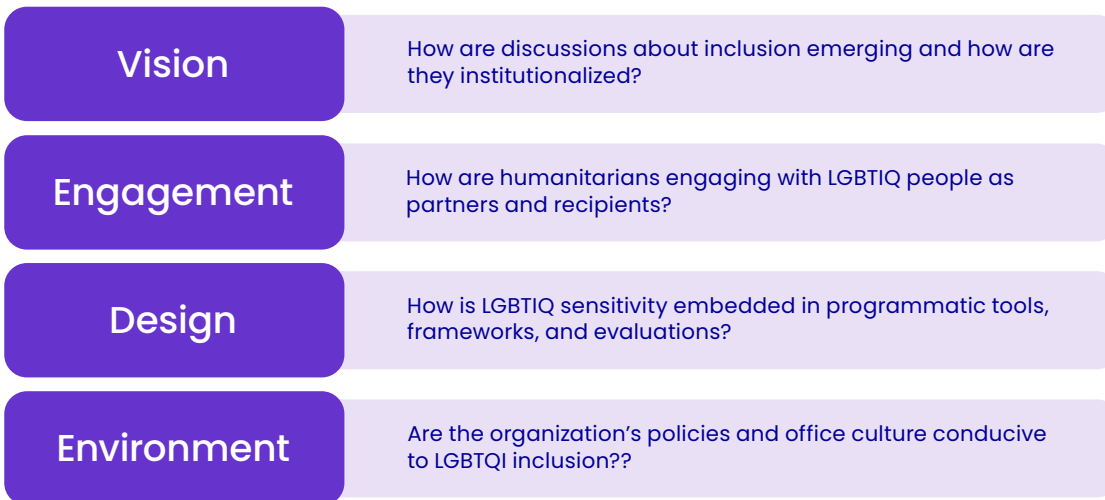 Vision
How are discussions about inclusion emerging and how are
they institutionalized?
Engagement
How are humanitarians engaging with LGBTIQ people as
partners and recipients?
Design
How is LGBTIQ sensitivity embedded in programmatic tools,
frameworks, and evaluations?
Environment
Are the organization’s policies and office culture conducive
to LGBTQI inclusion??